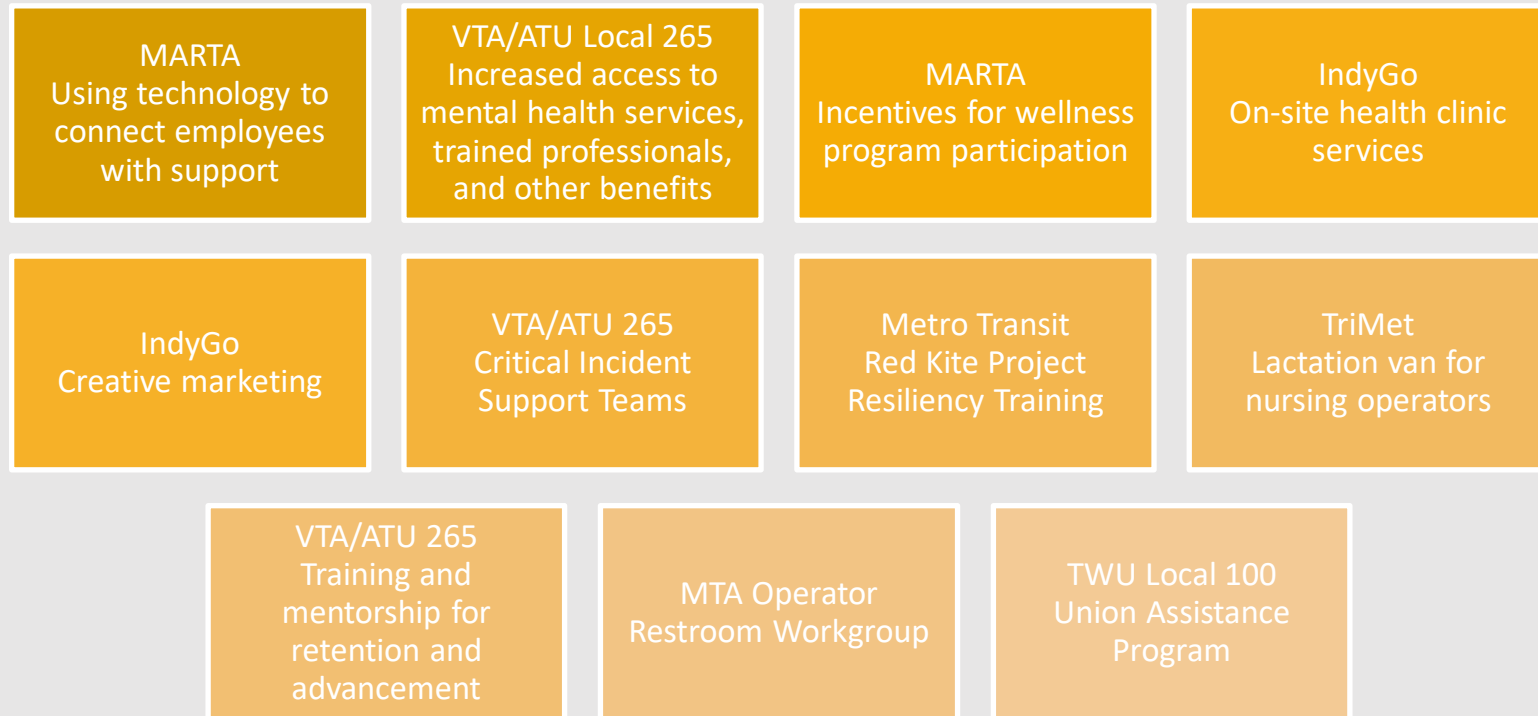 MARTA
Using technology to
connect employees
with support
VTA/ATU Local 265
Increased access to
mental health services,
trained professionals,
and other benefits
MARTA
Incentives for wellness
program participation
IndyGo
On-site health clinic
services
IndyGo
Creative marketing
VTA/ATU 265
Critical Incident
Support Teams
Metro Transit
Red Kite Project
Resiliency Training
TriMet
Lactation van for
nursing operators
VTA/ATU 265
Training and
mentorship for
retention and
advancement
MTA Operator
Restroom Workgroup
TWU Local 100
Union Assistance
Program